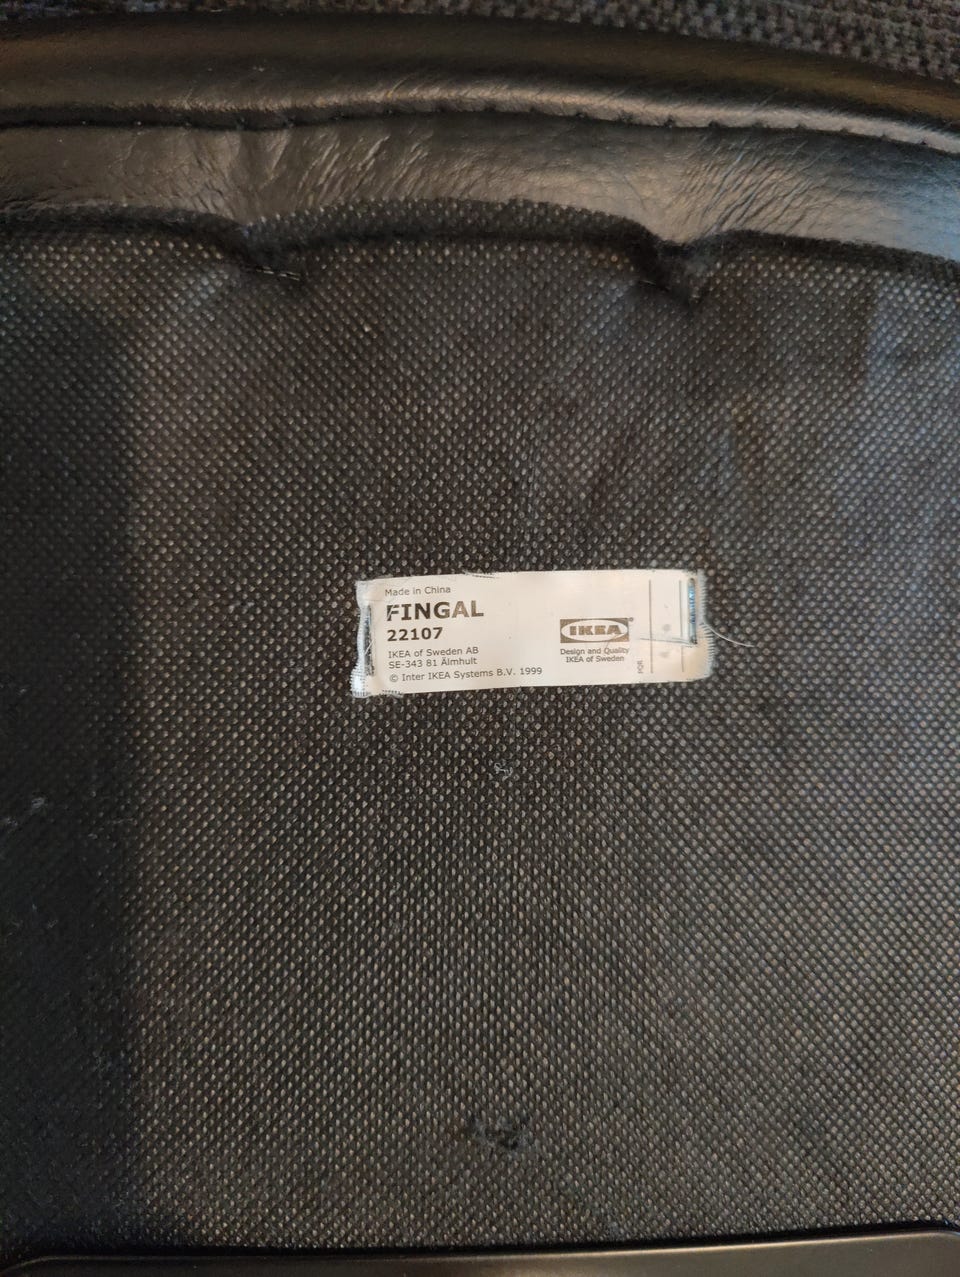 Made in China
FINGAL
22107
IKEA of Sweden AB
SE-343 81 Älmhult
© Inter IKEA Systems B.V. 1999
IKEA®
Design and Quality
IKEA of Sweden
PQR